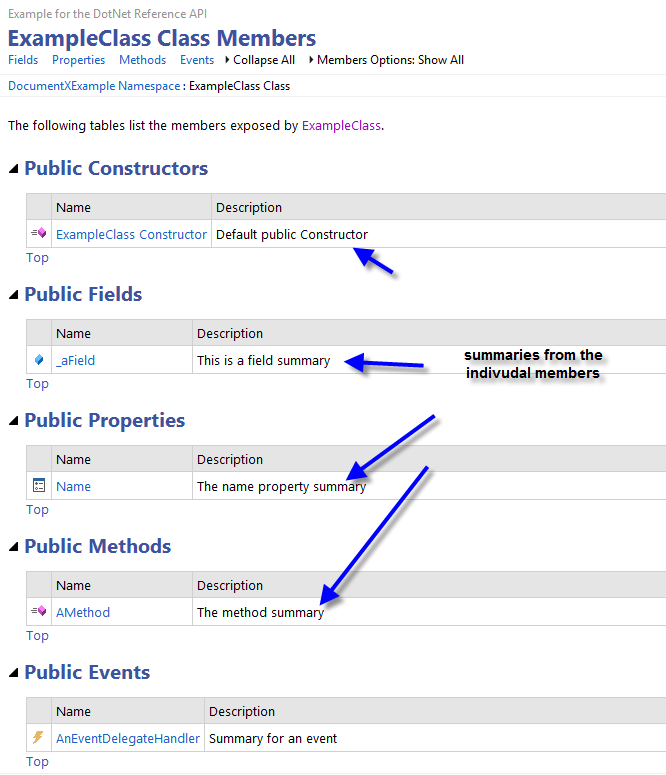 Example for the DotNet Reference API
ExampleClass Class Members
Fields Properties Methods Events Collapse All Members Options: Show All
DocumentXExample Namespace : ExampleClass Class
The following tables list the members exposed by ExampleClass.
Public Constructors
Name Description
ExampleClass Constructor Default public Constructor
Top
Public Fields
Name Description
_aField This is a field summary
summaries from the
indivudal members
Top
Public Properties
Name Description
Name The name property summary
Top
Public Methods
Name Description
AMethod The method summary
Top
Public Events
Name Description
AnEventDelegateHandler Summary for an event
Top